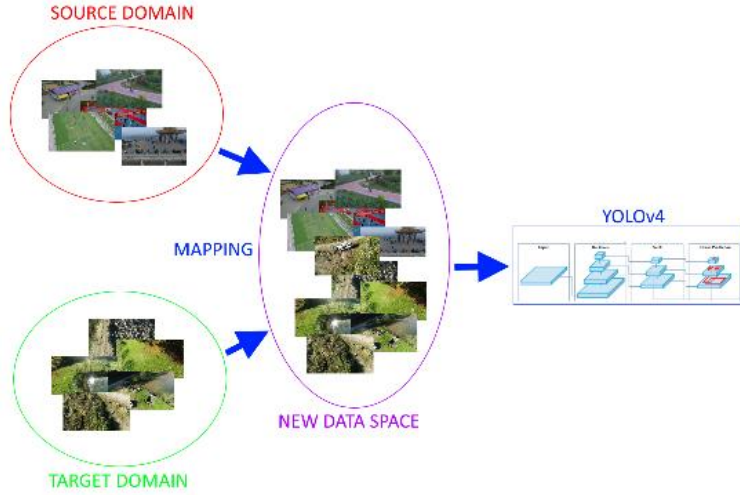 SOURCE DOMAIN
YOLOv4
MAPPING
NEW DATA SPACE
TARGET DOMAIN